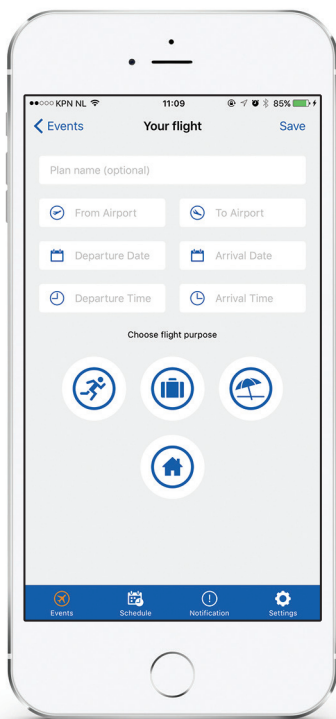 KPN NL 11:09 85%
Events Your flight Save
Plan name (optional)
From Airport To Airport
Departure Date Arrival Date
Departure Time Arrival Time
Choose flight purpose
Events Schedule Notification Settings